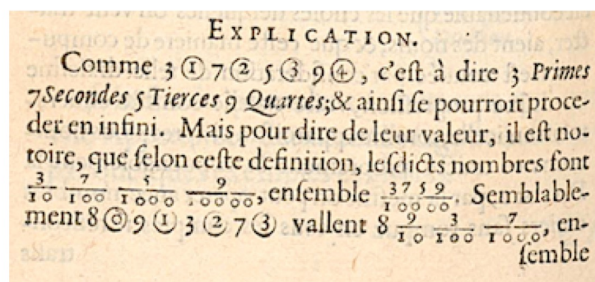 EXPLICATION.
Comme 3 ① 7 ② 5 ③ 9 ④, c'eſt à dire 3 Primes
7 Secondes 5 Tierces 9 Quartes; & ainſi ſe pourroit proce-
der en infini. Mais pour dire de leur valeur, il eſt no-
toire, que ſelon ceſte definition, leſdicts nombres ſont
3/10 7/100 5/1000 9/10000, enſemble 3759/10000. Semblable-
ment 8 ⓪ 9 ① 3 ② 7 ③ vallent 8 9/10 3/100 7/1000, en-
ſemble